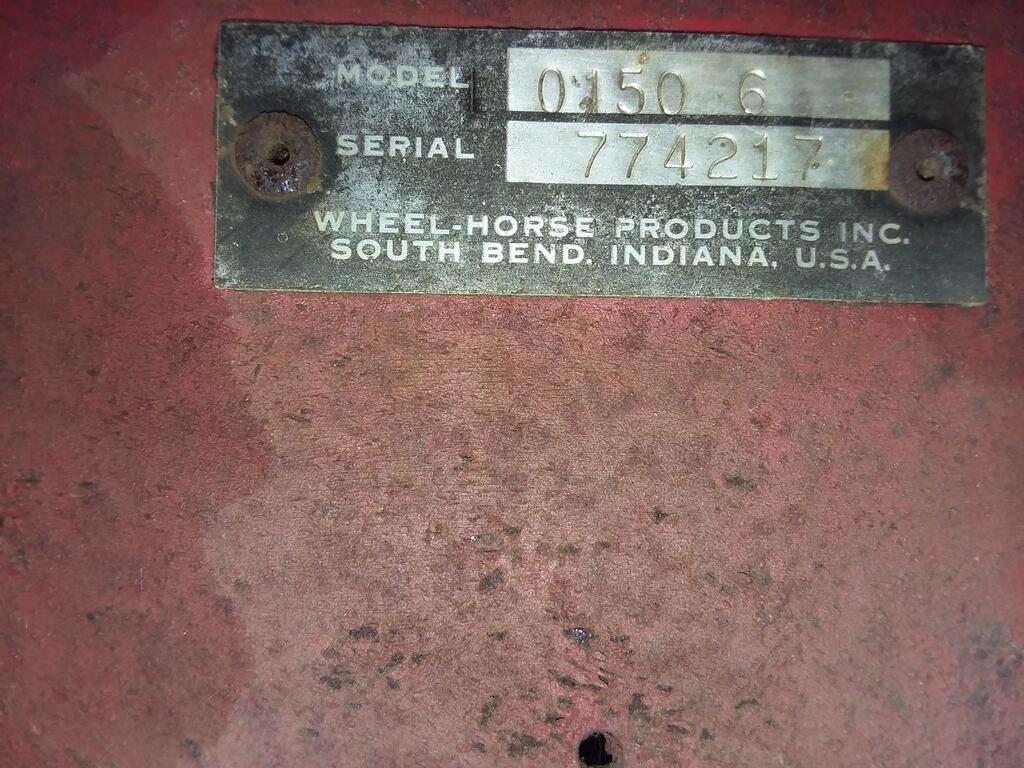 MODEL 0150 6
SERIAL 774217
WHEEL-HORSE PRODUCTS INC.
SOUTH BEND, INDIANA, U.S.A.